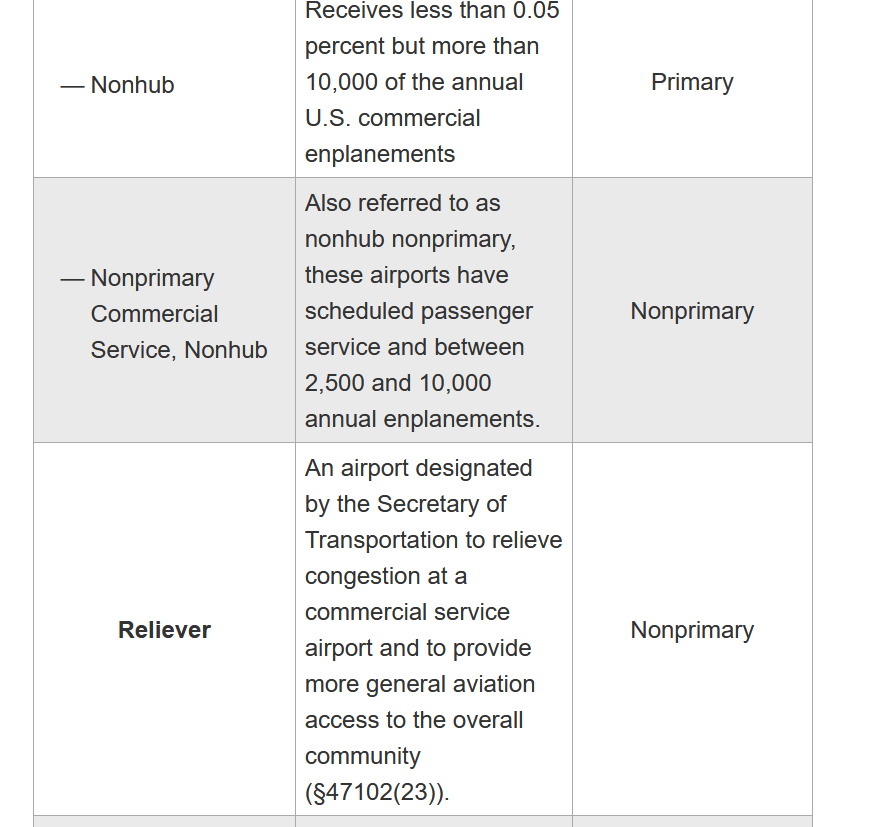 Receives less than 0.05
percent but more than
— Nonhub
10,000 of the annual
Primary
U.S. commercial
enplanements
Also referred to as
nonhub nonprimary,
— Nonprimary
these airports have
Commercial
scheduled passenger
Nonprimary
Service, Nonhub
service and between
2,500 and 10,000
annual enplanements.
An airport designated
by the Secretary of
Transportation to relieve
congestion at a
commercial service
Reliever
airport and to provide
Nonprimary
more general aviation
access to the overall
community
(§47102(23)).